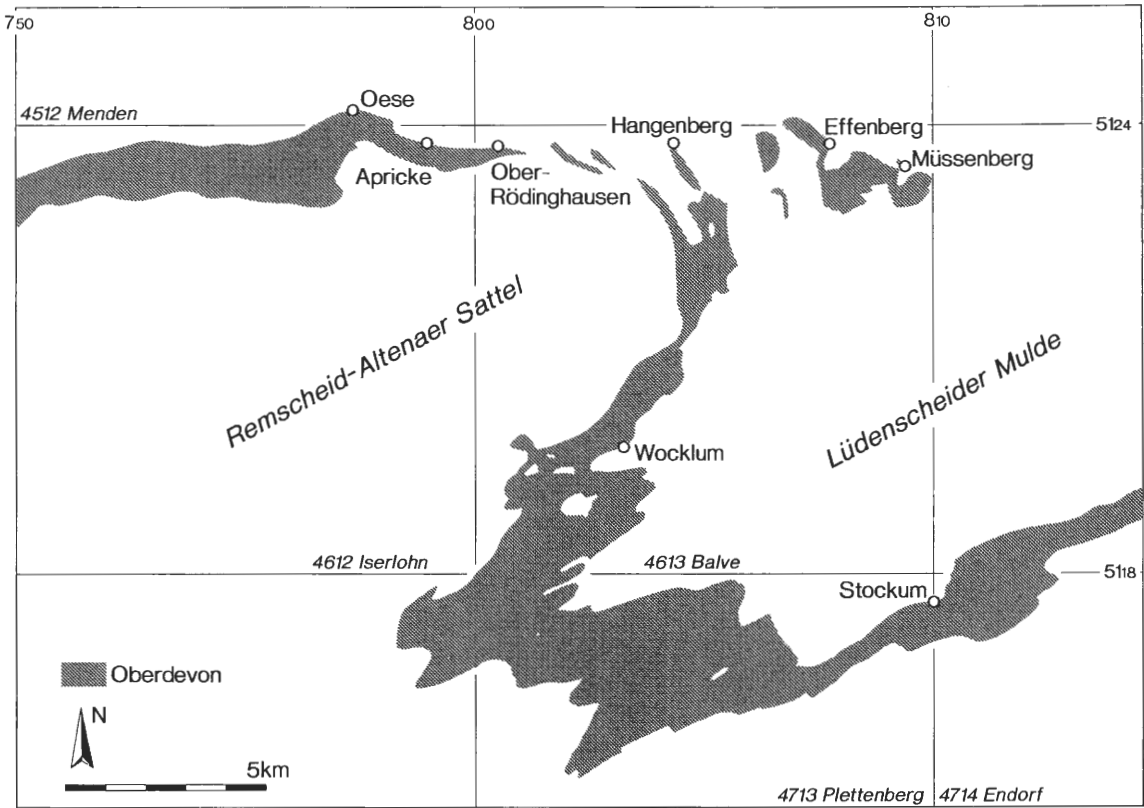 750
800
810
4512 Menden
Oese
Hangenberg
Effenberg
5124
Müssenberg
Apricke
Ober-
Rödinghausen
Remscheid-Altenaer Sattel
Lüdenscheider Mulde
Wocklum
4612 Iserlohn
4613 Balve
5118
Stockum
Oberdevon
N
5km
4713 Plettenberg
4714 Endorf